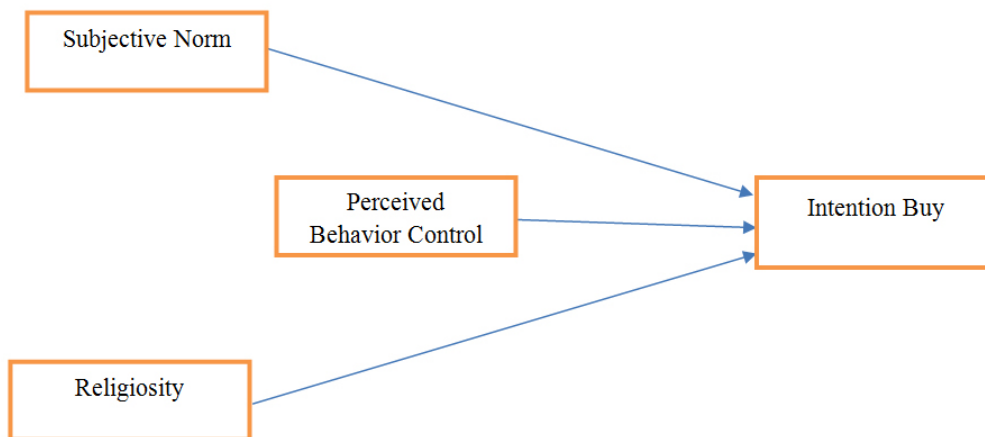 Subjective Norm
Perceived
Behavior Control
Intention Buy
Religiosity